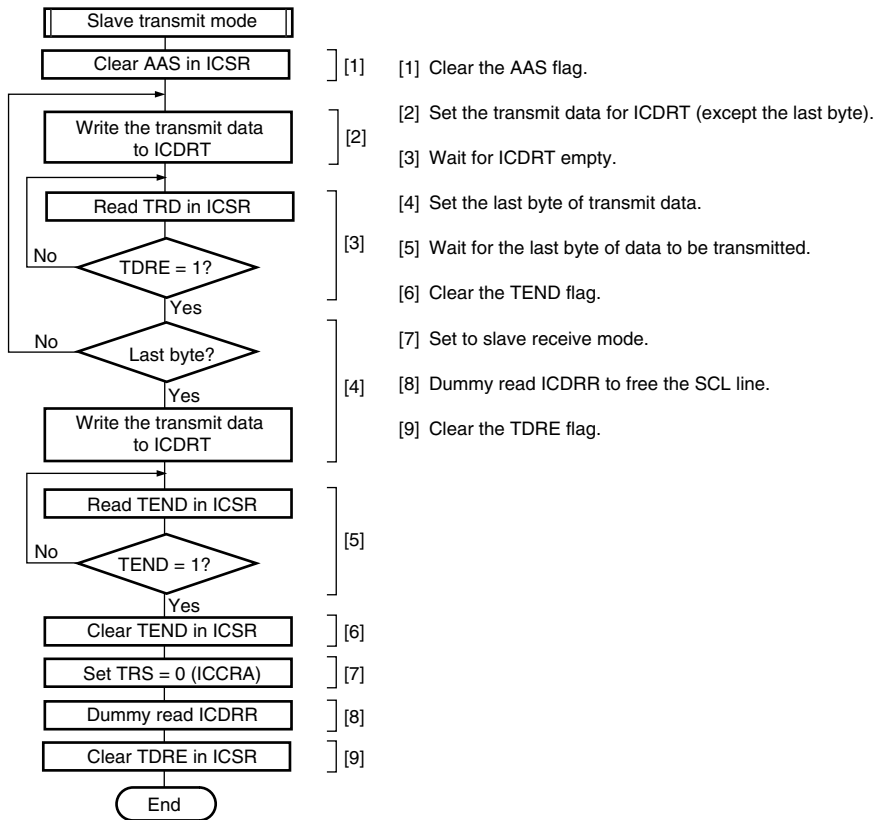 Slave transmit mode
Clear AAS in ICSR
[1]
Write the transmit data
to ICDRT
[2]
Read TRD in ICSR
No
TDRE = 1?
[3]
Yes
No
Last byte?
Yes
[4]
Write the transmit data
to ICDRT
Read TEND in ICSR
No
TEND = 1?
[5]
Yes
Clear TEND in ICSR
[6]
Set TRS = 0 (ICCRA)
[7]
Dummy read ICDRR
[8]
Clear TDRE in ICSR
[9]
End
[1] Clear the AAS flag.
[2] Set the transmit data for ICDRT (except the last byte).
[3] Wait for ICDRT empty.
[4] Set the last byte of transmit data.
[5] Wait for the last byte of data to be transmitted.
[6] Clear the TEND flag.
[7] Set to slave receive mode.
[8] Dummy read ICDRR to free the SCL line.
[9] Clear the TDRE flag.